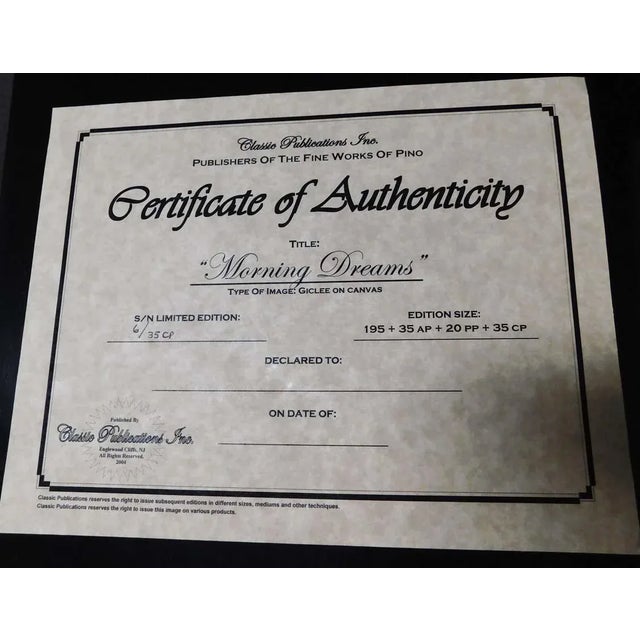 Classic Publications Inc.
Publishers Of The Fine Works Of Pino
Certificate of Authenticity
Title:
"Morning Dreams"
Type Of Image: Giclee on canvas
S/N Limited Edition:
6/35 CP
Edition Size:
195 + 35 AP + 20 PP + 35 CP
Declared to:
On Date Of:
Published By
Classic Publications Inc.
Englewood Cliffs, NJ
All Rights Reserved,
2004
Classic Publications reserves the right to issue subsequent editions in different sizes, mediums and other techniques.
Classic Publications reserves the right to issue this image on various products.